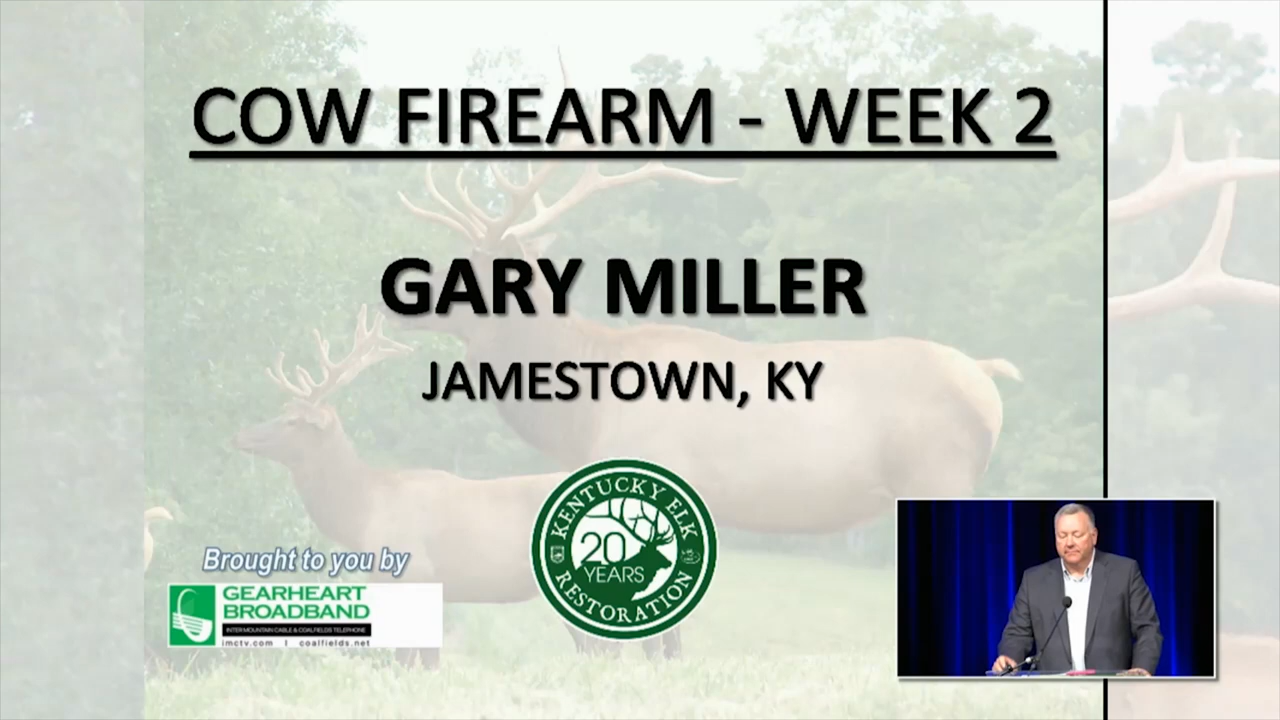 COW FIREARM - WEEK 2
GARY MILLER
JAMESTOWN, KY
KENTUCKY ELK
20
YEARS
RESTORATION
Brought to you by
GEARHEART
BROADBAND
INTER MOUNTAIN CABLE & COALFIELDS TELEPHONE
imctv.com | coalfields.net